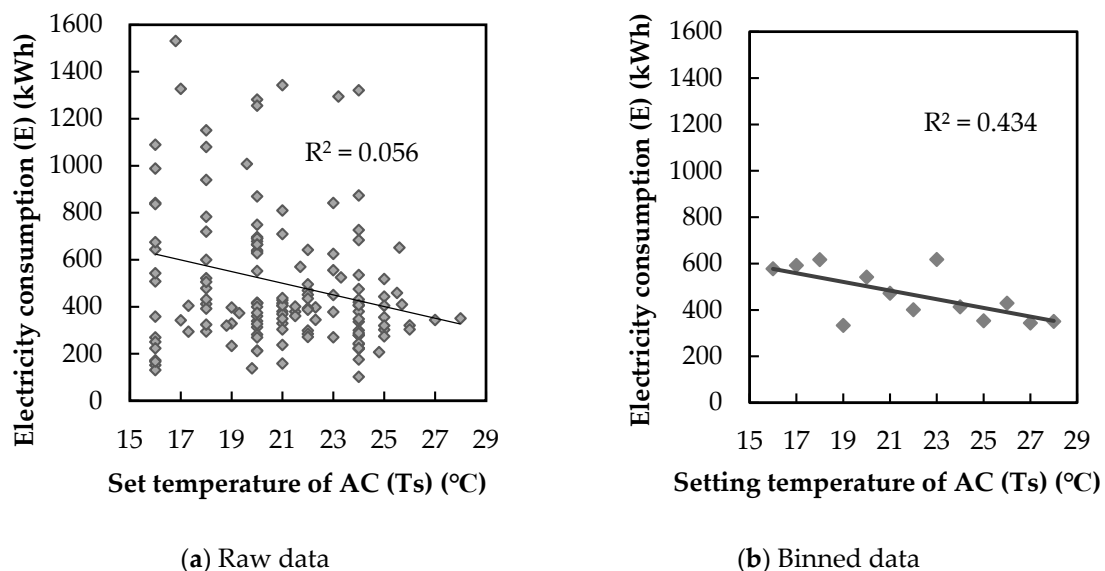 1600
1400
1200
1000
800
600
400
200
0
Electricity consumption (E) (kWh)
R² = 0.056
15 17 19 21 23 25 27 29
Set temperature of AC (Ts) (°C)
(a) Raw data
1600
1400
1200
1000
800
600
400
200
0
Electricity consumption (E) (kWh)
R² = 0.434
15 17 19 21 23 25 27 29
Setting temperature of AC (Ts) (°C)
(b) Binned data